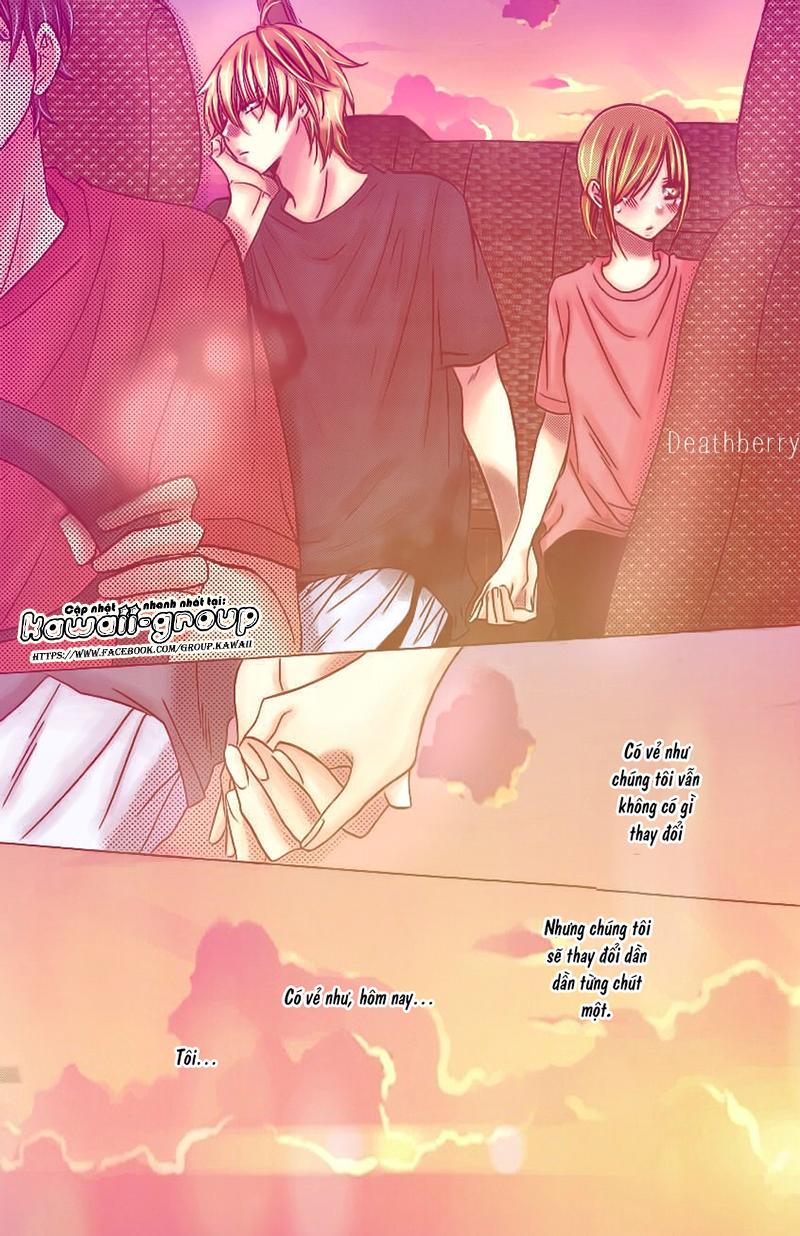 Deathberry
Cập nhật nhanh nhất tại:
kawaii-group
HTTPS://WWW.FACEBOOK.COM/GROUP.KAWAII
Có vẻ như
chúng tôi vẫn
không có gì
thay đổi
Nhưng chúng tôi
sẽ thay đổi dần
dần từng chút
một.
Có vẻ như, hôm nay...
Tôi...